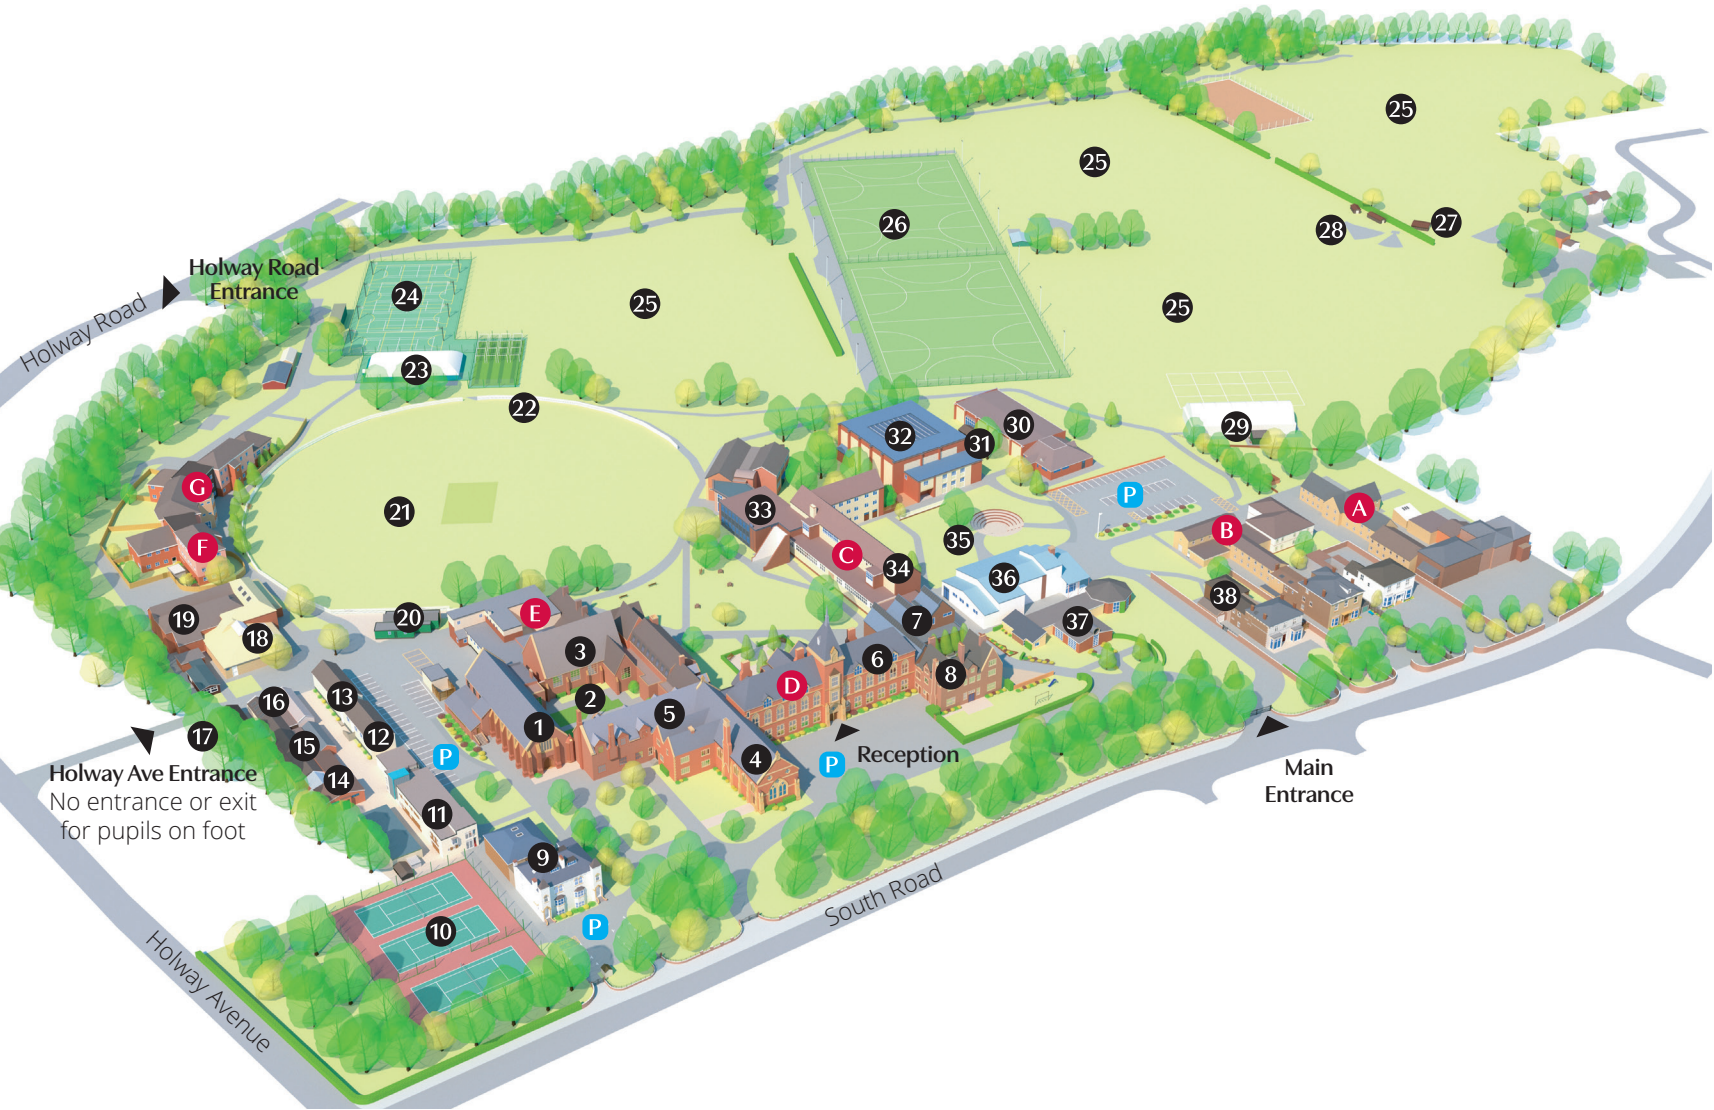 25
25
26
27
28
Holway Road
Entrance
24
25
25
Holway Road
23
22
29
30
32
31
G
P
A
21
33
B
F
35
C
34
36
38
E
20
19
7
37
18
3
6
8
13
D
2
16
5
1
17
12
15
P
4
P
Reception
14
Holway Ave Entrance
No entrance or exit
for pupils on foot
Main
Entrance
11
9
South Road
10
P
Holway Avenue